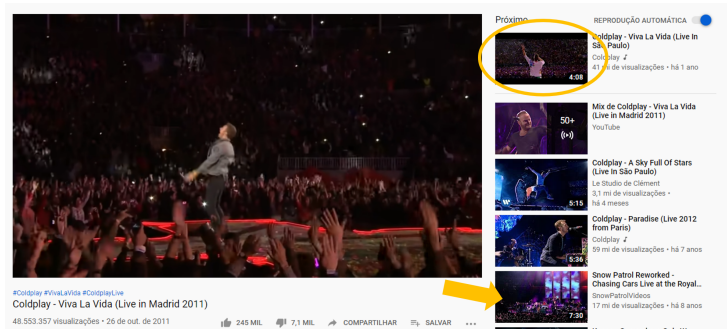 Próximo
REPRODUÇÃO AUTOMÁTICA
4:08
Coldplay - Viva La Vida (Live In
São Paulo)
Coldplay
41 mi de visualizações • há 1 ano
50+
Mix de Coldplay - Viva La Vida
(Live in Madrid 2011)
YouTube
5:15
Coldplay - A Sky Full Of Stars
(Live In São Paulo)
Le Studio de Clément
3,1 mi de visualizações •
há 4 meses
5:36
Coldplay - Paradise (Live 2012
from Paris)
Coldplay
59 mi de visualizações • há 7 anos
7:30
Snow Patrol Reworked -
Chasing Cars Live at the Royal...
SnowPatrolVideos
17 mi de visualizações • há 8 anos
#Coldplay #VivaLaVida #ColdplayLive
Coldplay - Viva La Vida (Live in Madrid 2011)
48.553.357 visualizações • 26 de out. de 2011
245 MIL
7,1 MIL
COMPARTILHAR
SALVAR